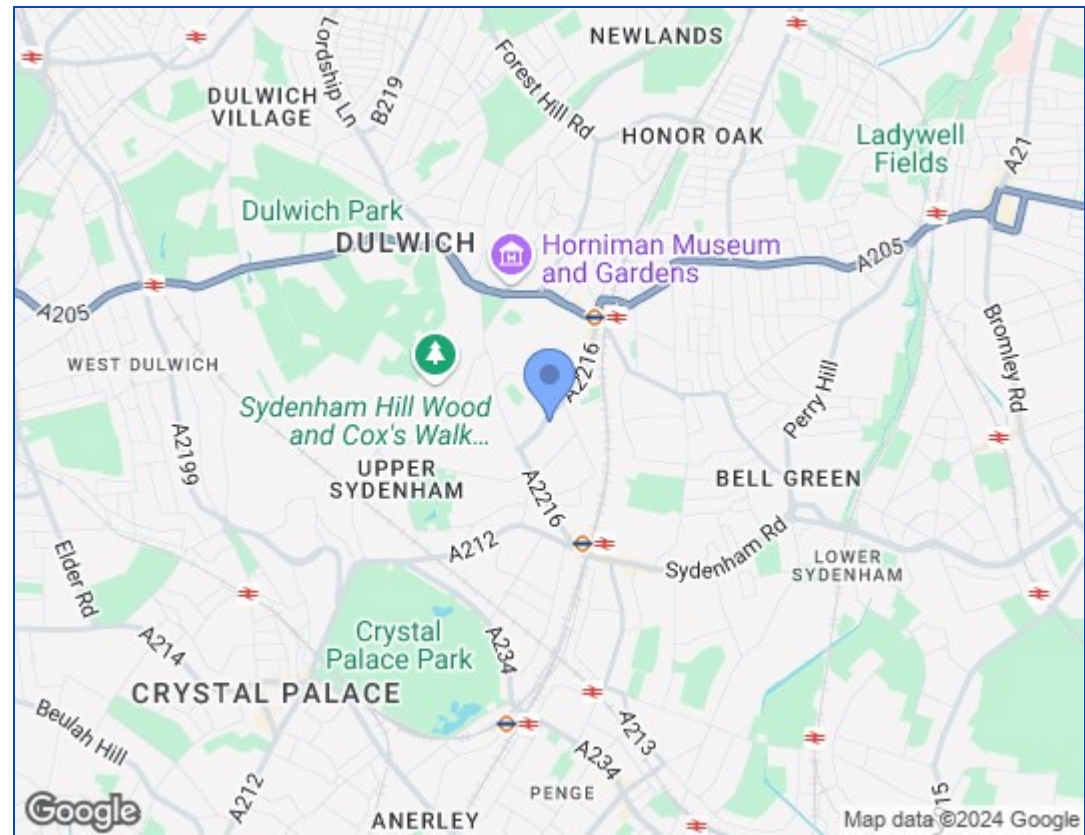 NEWLANDS
Lordship Ln
B219
Forest Hill Rd
DULWICH
VILLAGE
HONOR OAK
Ladywell
Fields
A21
Dulwich Park
DULWICH
Horniman Museum
and Gardens
A205
A205
WEST DULWICH
A2216
Bromley Rd
Perry Hill
Sydenham Hill Wood
and Cox's Walk...
A2199
UPPER
SYDENHAM
BELL GREEN
A2216
A212
Sydenham Rd
LOWER
SYDENHAM
Elder Rd
A214
Crystal
Palace Park
A234
CRYSTAL PALACE
Beulah Hill
A213
A234
A212
PENGE
ANERLEY
15
Google
Map data ©2024 Google